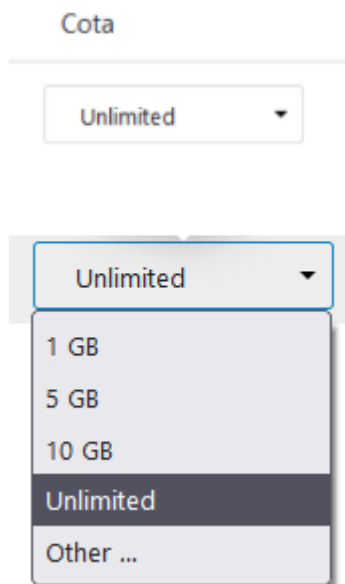 Cota
Unlimited
Unlimited
1 GB
5 GB
10 GB
Unlimited
Other ...